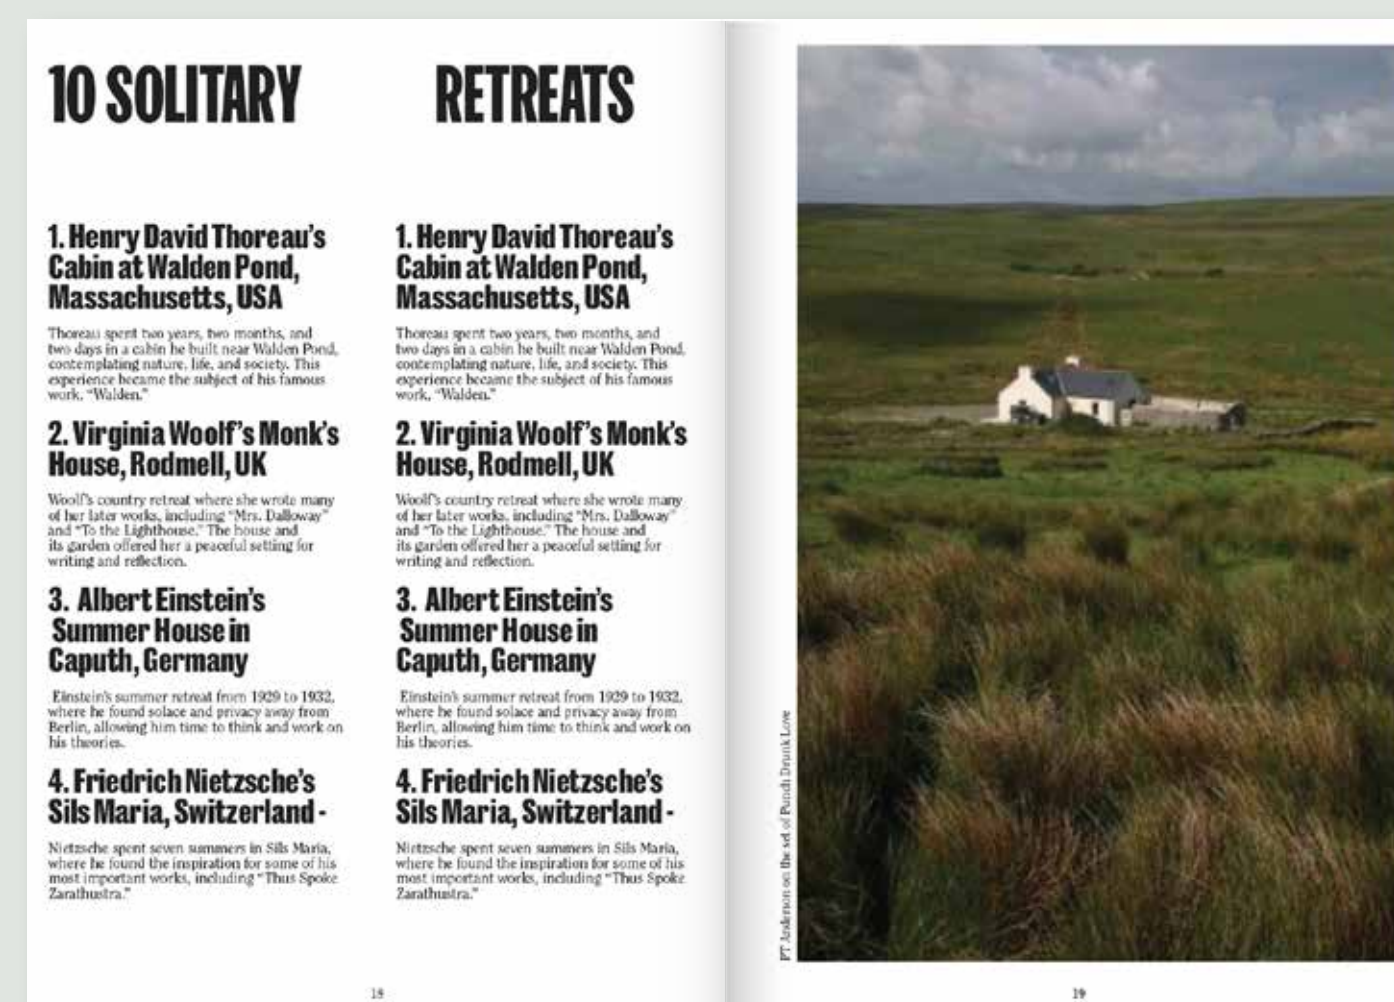 10 SOLITARY RETREATS
1. Henry David Thoreau's
Cabin at Walden Pond,
Massachusetts, USA
Thoreau spent two years, two months, and
two days in a cabin he built near Walden Pond,
contemplating nature, life, and society. This
experience became the subject of his famous
work, "Walden."
2. Virginia Woolf's Monk's
House, Rodmell, UK
Woolf's country retreat where she wrote many
of her later works, including "Mrs. Dalloway"
and "To the Lighthouse." The house and
its garden offered her a peaceful setting for
writing and reflection.
3. Albert Einstein's
Summer House in
Caputh, Germany
Einstein's summer retreat from 1929 to 1932,
where he found solace and privacy away from
Berlin, allowing him time to think and work on
his theories.
4. Friedrich Nietzsche's
Sils Maria, Switzerland -
Nietzsche spent seven summers in Sils Maria,
where he found the inspiration for some of his
most important works, including "Thus Spoke
Zarathustra."
1. Henry David Thoreau's
Cabin at Walden Pond,
Massachusetts, USA
Thoreau spent two years, two months, and
two days in a cabin he built near Walden Pond,
contemplating nature, life, and society. This
experience became the subject of his famous
work, "Walden."
2. Virginia Woolf's Monk's
House, Rodmell, UK
Woolf's country retreat where she wrote many
of her later works, including "Mrs. Dalloway"
and "To the Lighthouse." The house and
its garden offered her a peaceful setting for
writing and reflection.
3. Albert Einstein's
Summer House in
Caputh, Germany
Einstein's summer retreat from 1929 to 1932,
where he found solace and privacy away from
Berlin, allowing him time to think and work on
his theories.
4. Friedrich Nietzsche's
Sils Maria, Switzerland -
Nietzsche spent seven summers in Sils Maria,
where he found the inspiration for some of his
most important works, including "Thus Spoke
Zarathustra."
18
PT Anderson on the set of Punch Drunk Love
19